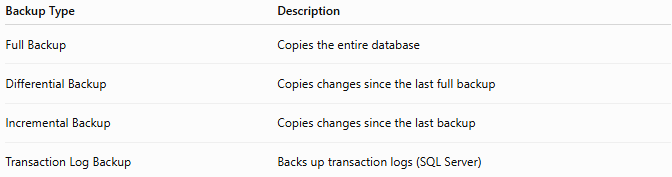 Backup Type Description
Full Backup Copies the entire database
Differential Backup Copies changes since the last full backup
Incremental Backup Copies changes since the last backup
Transaction Log Backup Backs up transaction logs (SQL Server)